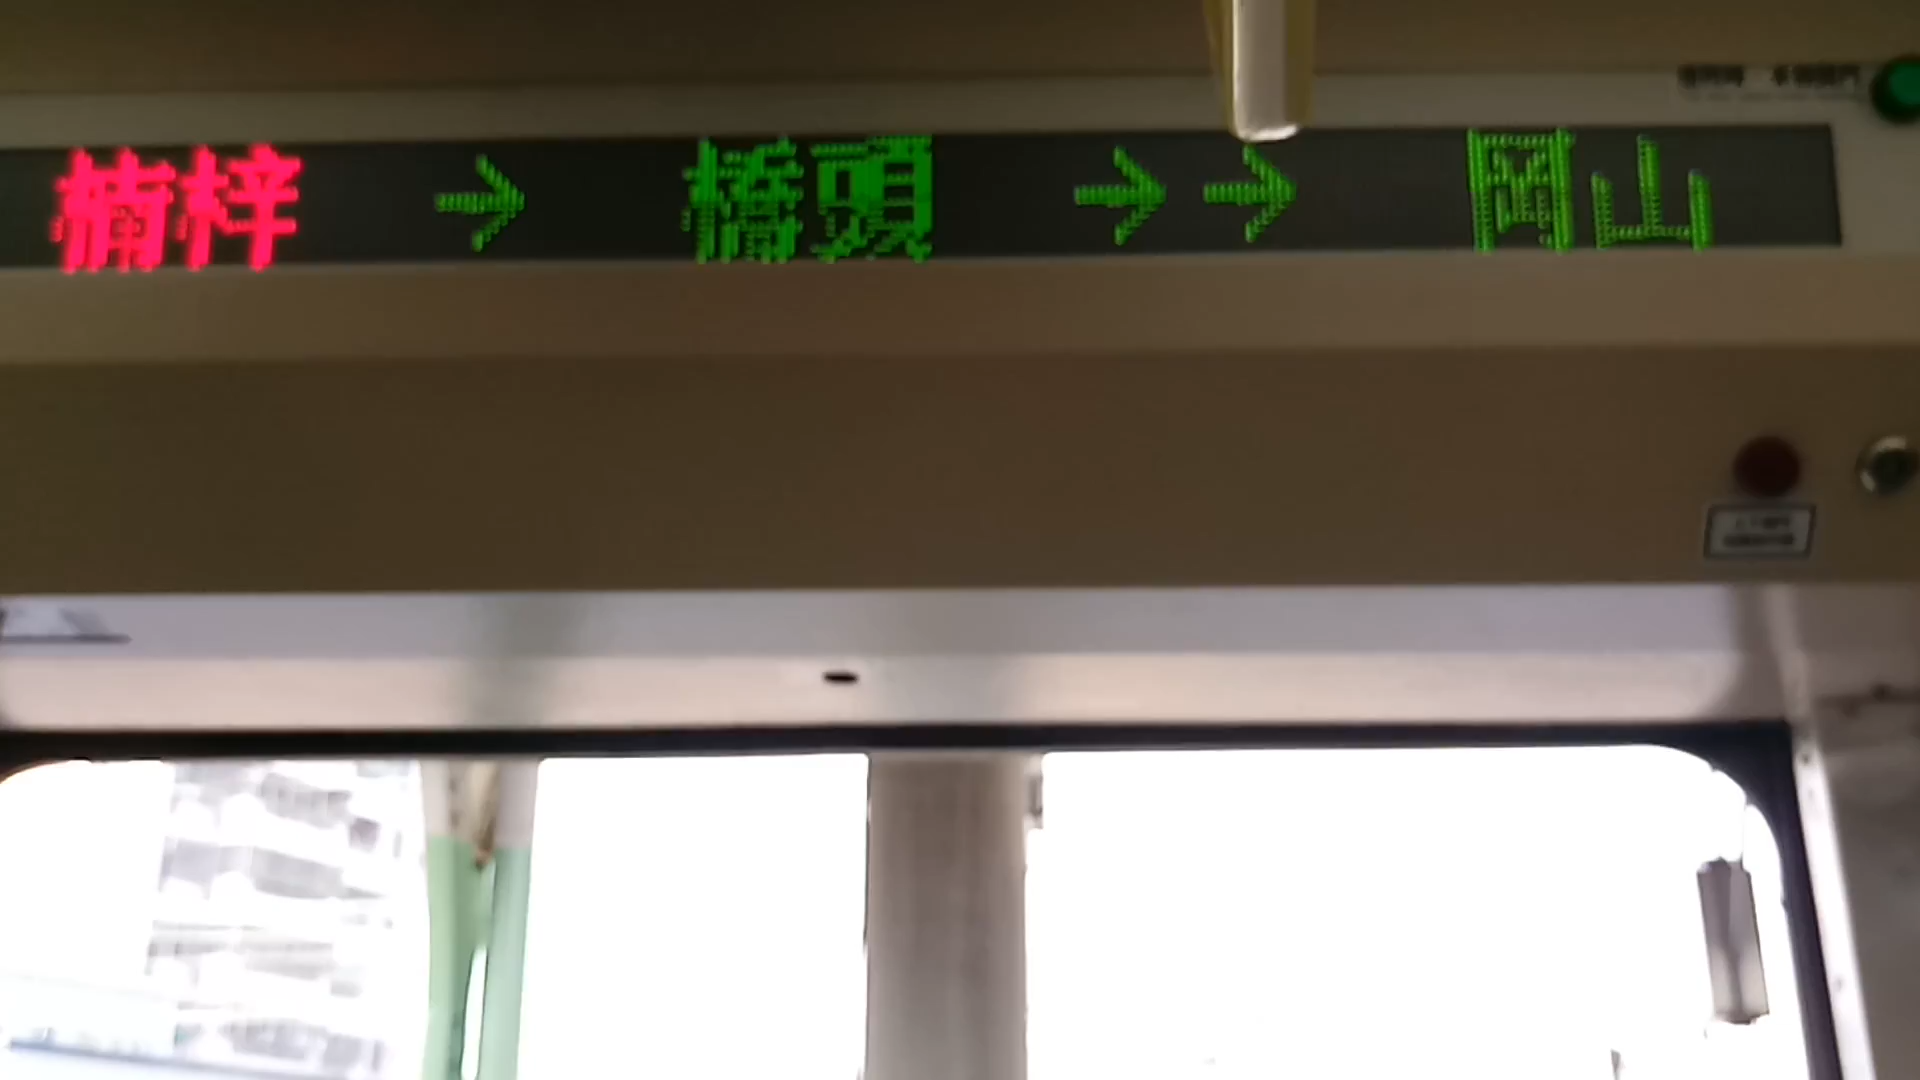 楠梓 → 橋頭 →→ 岡山